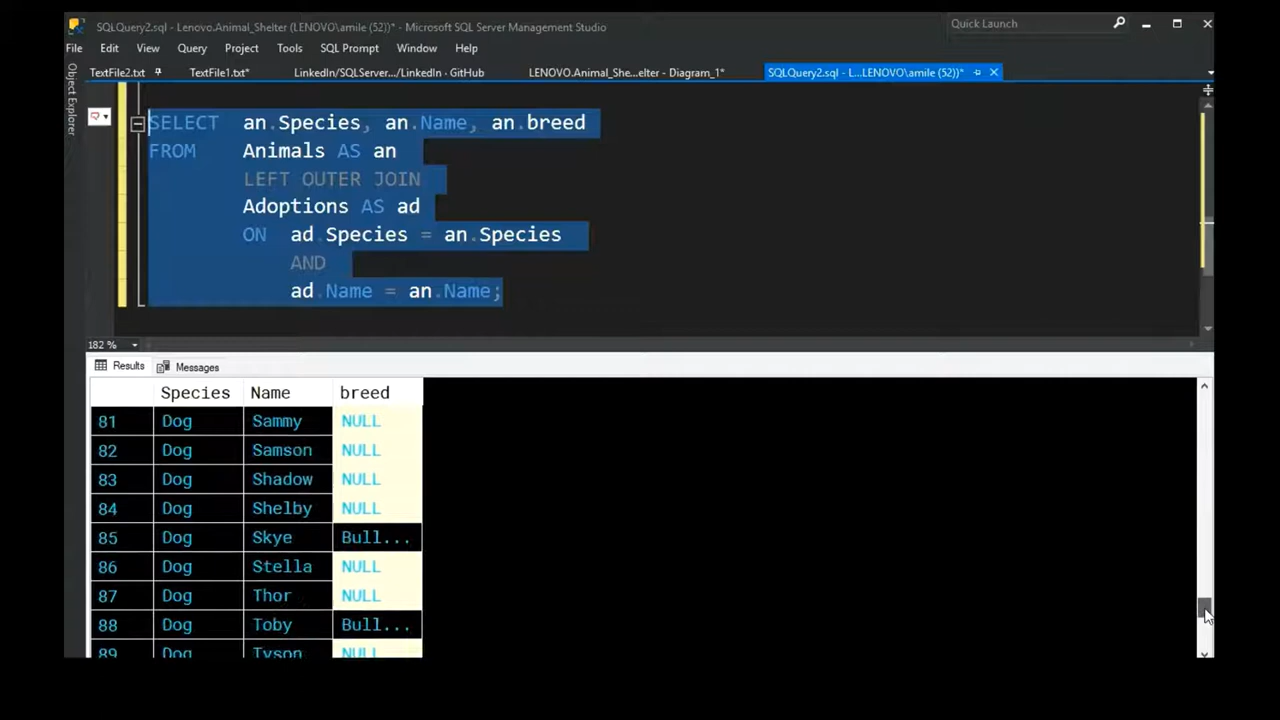 SQLQuery2.sql - Lenovo.Animal_Shelter (LENOVO\amile (52))* - Microsoft SQL Server Management Studio
Quick Launch
File Edit View Query Project Tools SQL Prompt Window Help
TextFile2.txt TextFile1.txt* LinkedIn/SQLServer.../LinkedIn - GitHub LENOVO.Animal_She...elter - Diagram_1* SQLQuery2.sql - L...LENOVO\amile (52))*
Object Explorer
SELECT an.Species, an.Name, an.breed
FROM Animals AS an
LEFT OUTER JOIN
Adoptions AS ad
ON ad.Species = an.Species
AND
ad.Name = an.Name;
182 %
Results Messages
Species Name breed
81 Dog Sammy NULL
82 Dog Samson NULL
83 Dog Shadow NULL
84 Dog Shelby NULL
85 Dog Skye Bull...
86 Dog Stella NULL
87 Dog Thor NULL
88 Dog Toby Bull...
89 Dog Tyson NULL